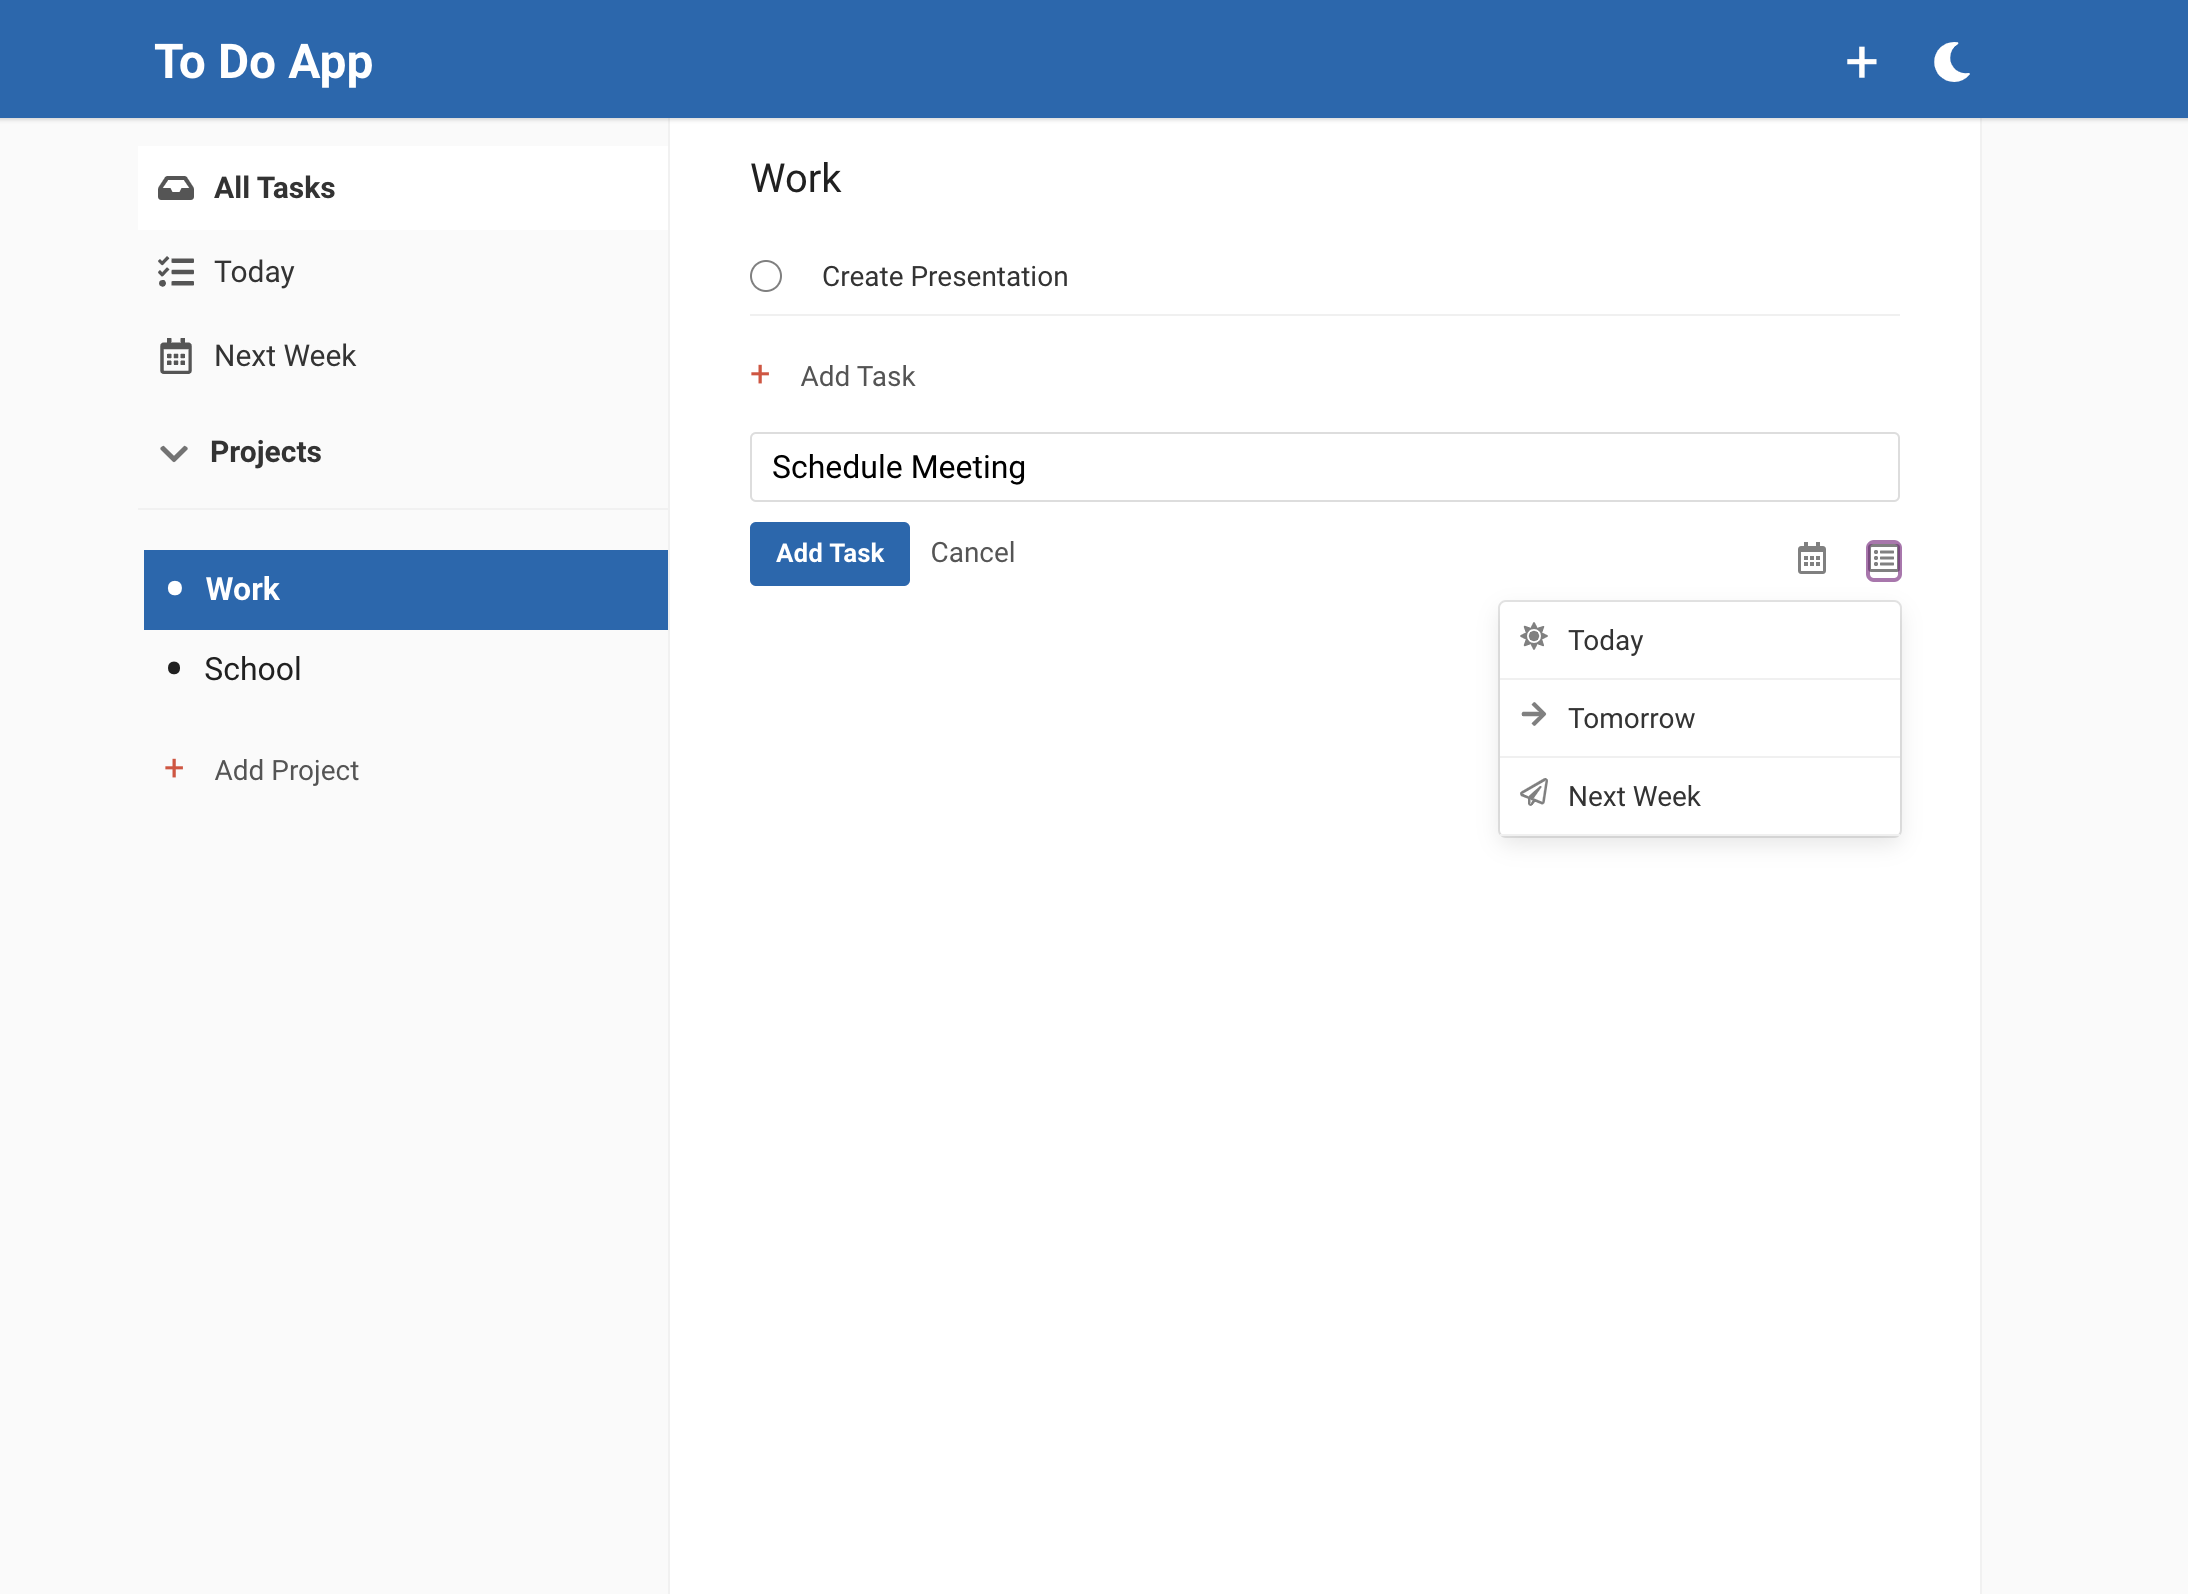 To Do App
All Tasks
Today
Next Week
Projects
Work
School
Add Project
Work
Create Presentation
Add Task
Schedule Meeting
Add Task Cancel
Today
Tomorrow
Next Week